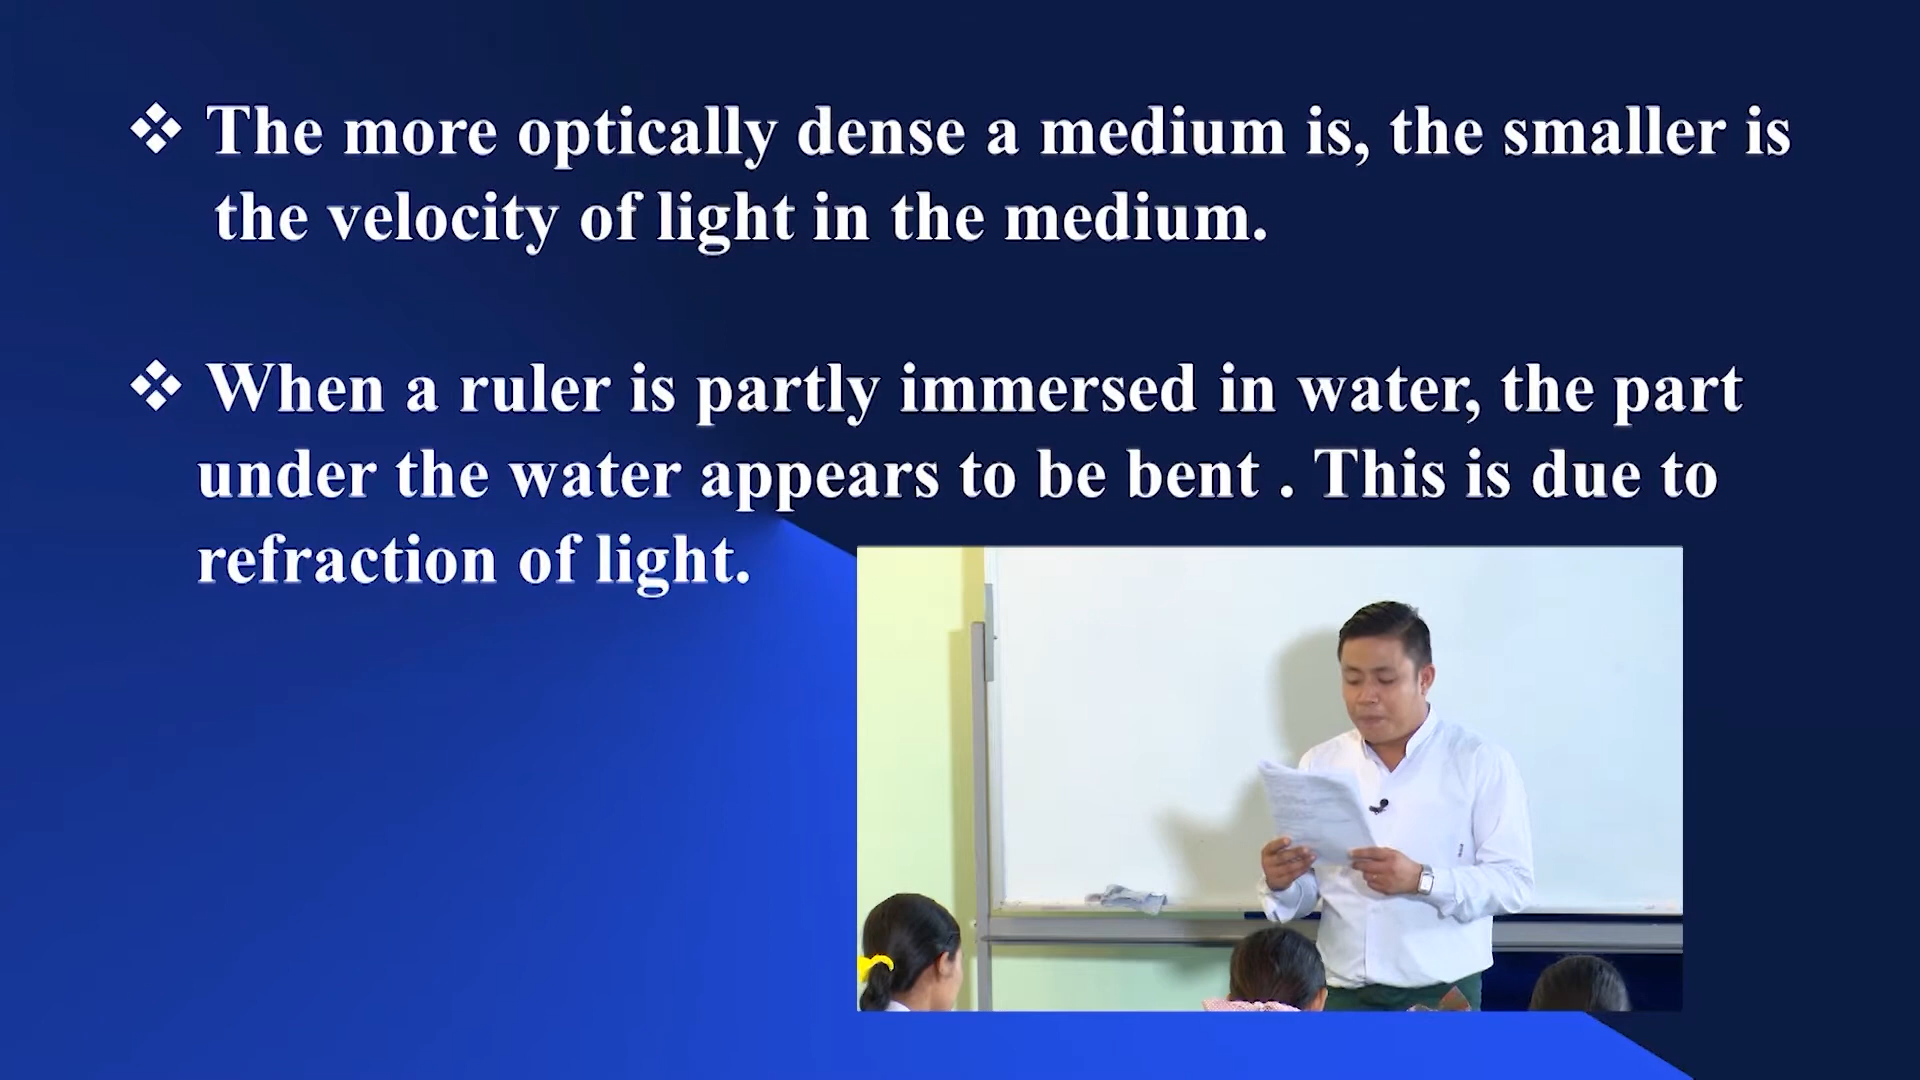 ❖ The more optically dense a medium is, the smaller is
the velocity of light in the medium.
❖ When a ruler is partly immersed in water, the part
under the water appears to be bent . This is due to
refraction of light.